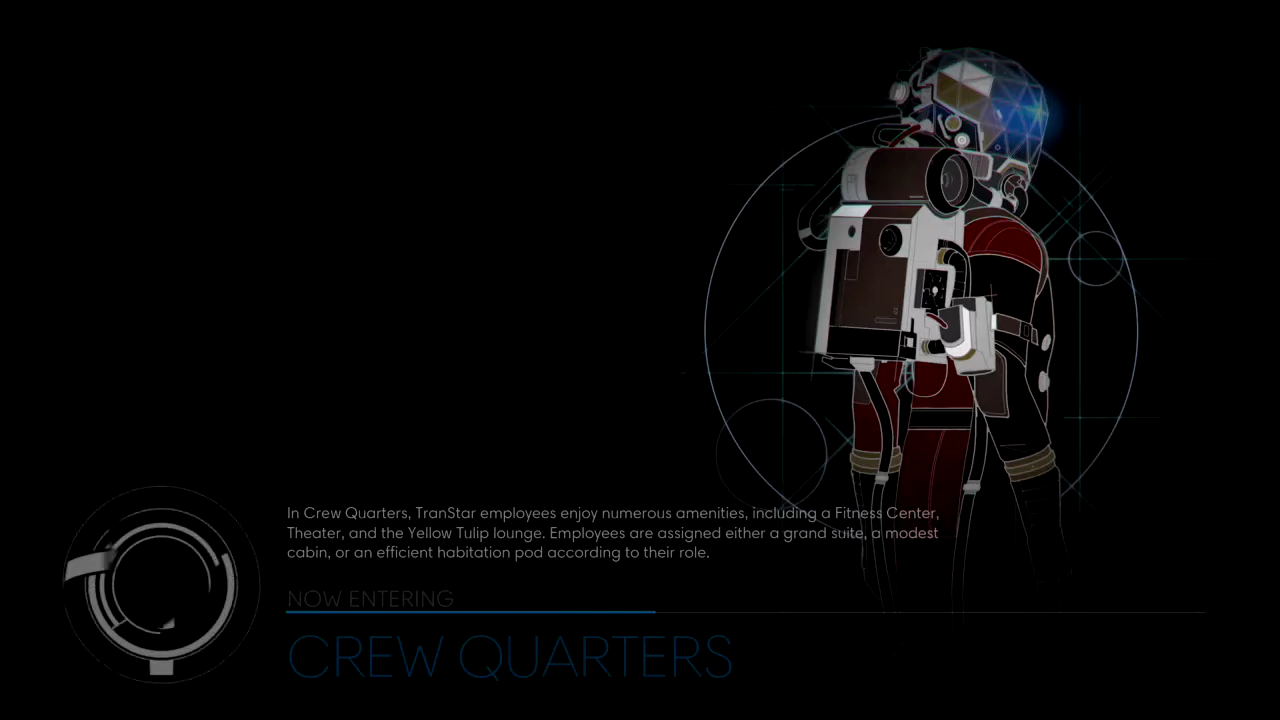 In Crew Quarters, TranStar employees enjoy numerous amenities, including a Fitness Center,
Theater, and the Yellow Tulip lounge. Employees are assigned either a grand suite, a modest
cabin, or an efficient habitation pod according to their role.
NOW ENTERING
CREW QUARTERS